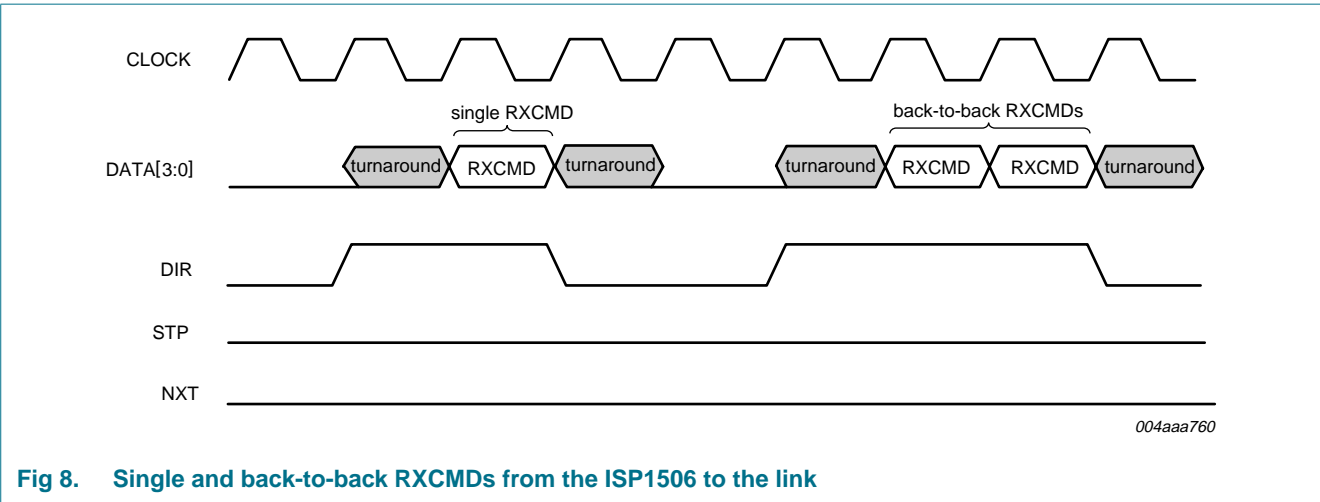 CLOCK
single RXCMD
back-to-back RXCMDs
DATA[3:0]
turnaround RXCMD turnaround turnaround RXCMD RXCMD turnaround
DIR
STP
NXT
004aaa760
Fig 8. Single and back-to-back RXCMDs from the ISP1506 to the link